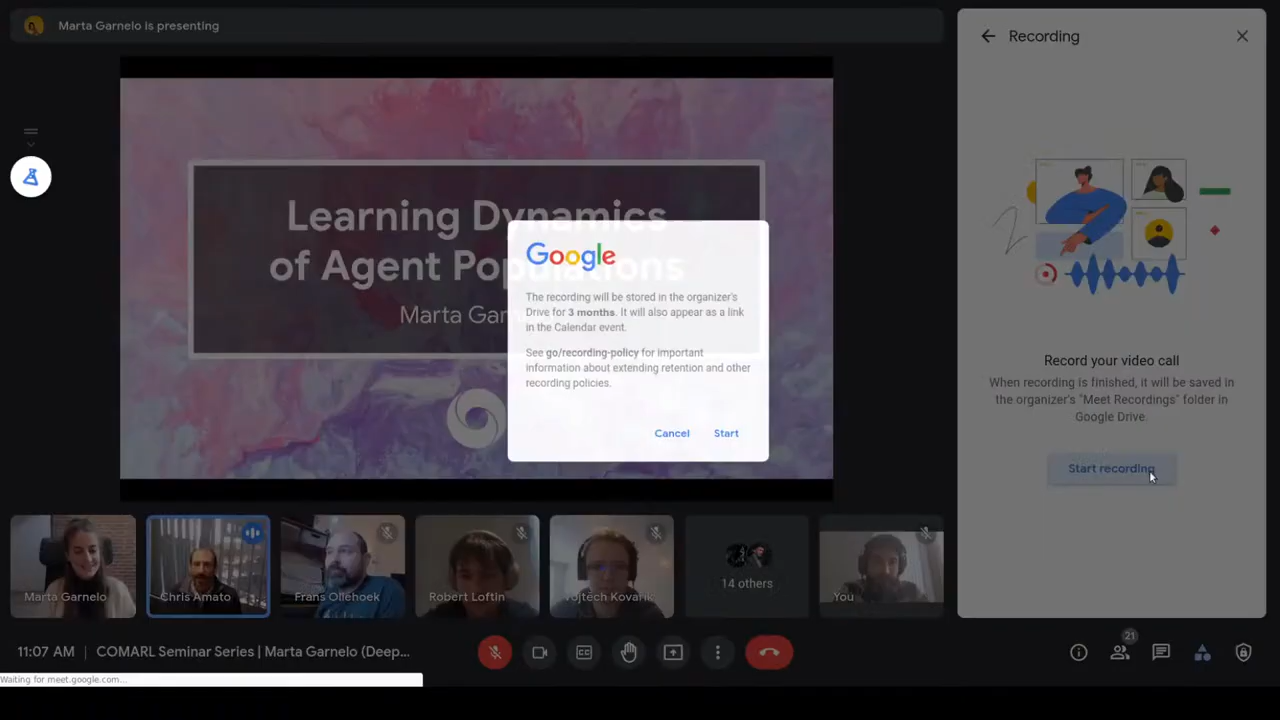 Marta Garnelo is presenting
Recording
Learning Dynamics
of Agent Populations
Marta Gar
Google
The recording will be stored in the organizer's
Drive for 3 months. It will also appear as a link
in the Calendar event.
See go/recording-policy for important
information about extending retention and other
recording policies.
Cancel
Start
Record your video call
When recording is finished, it will be saved in
the organizer's "Meet Recordings" folder in
Google Drive.
Start recording
Marta Garnelo
Chris Amato
Frans Oliehoek
Robert Loftin
Vojtěch Kovařík
14 others
You
11:07 AM | COMARL Seminar Series | Marta Garnelo (Deep...
21
Waiting for meet.google.com...